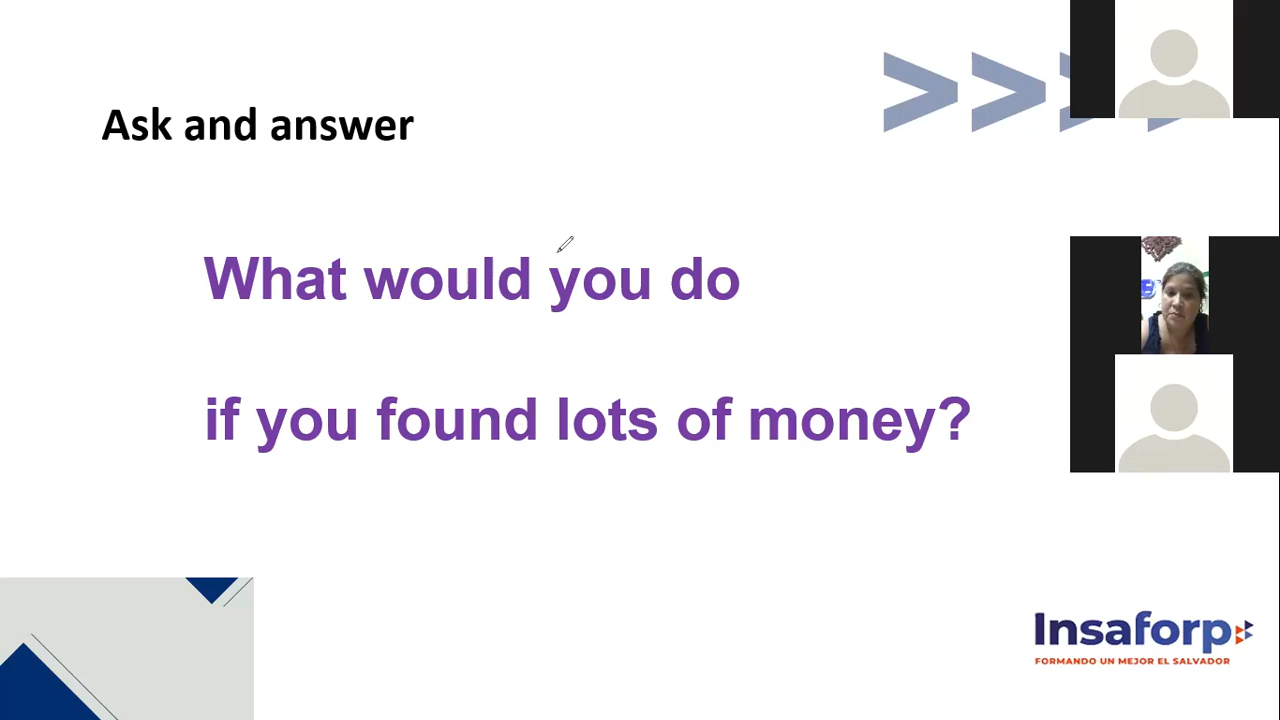 Ask and answer
What would you do
if you found lots of money?
Insaforp
FORMANDO UN MEJOR EL SALVADOR